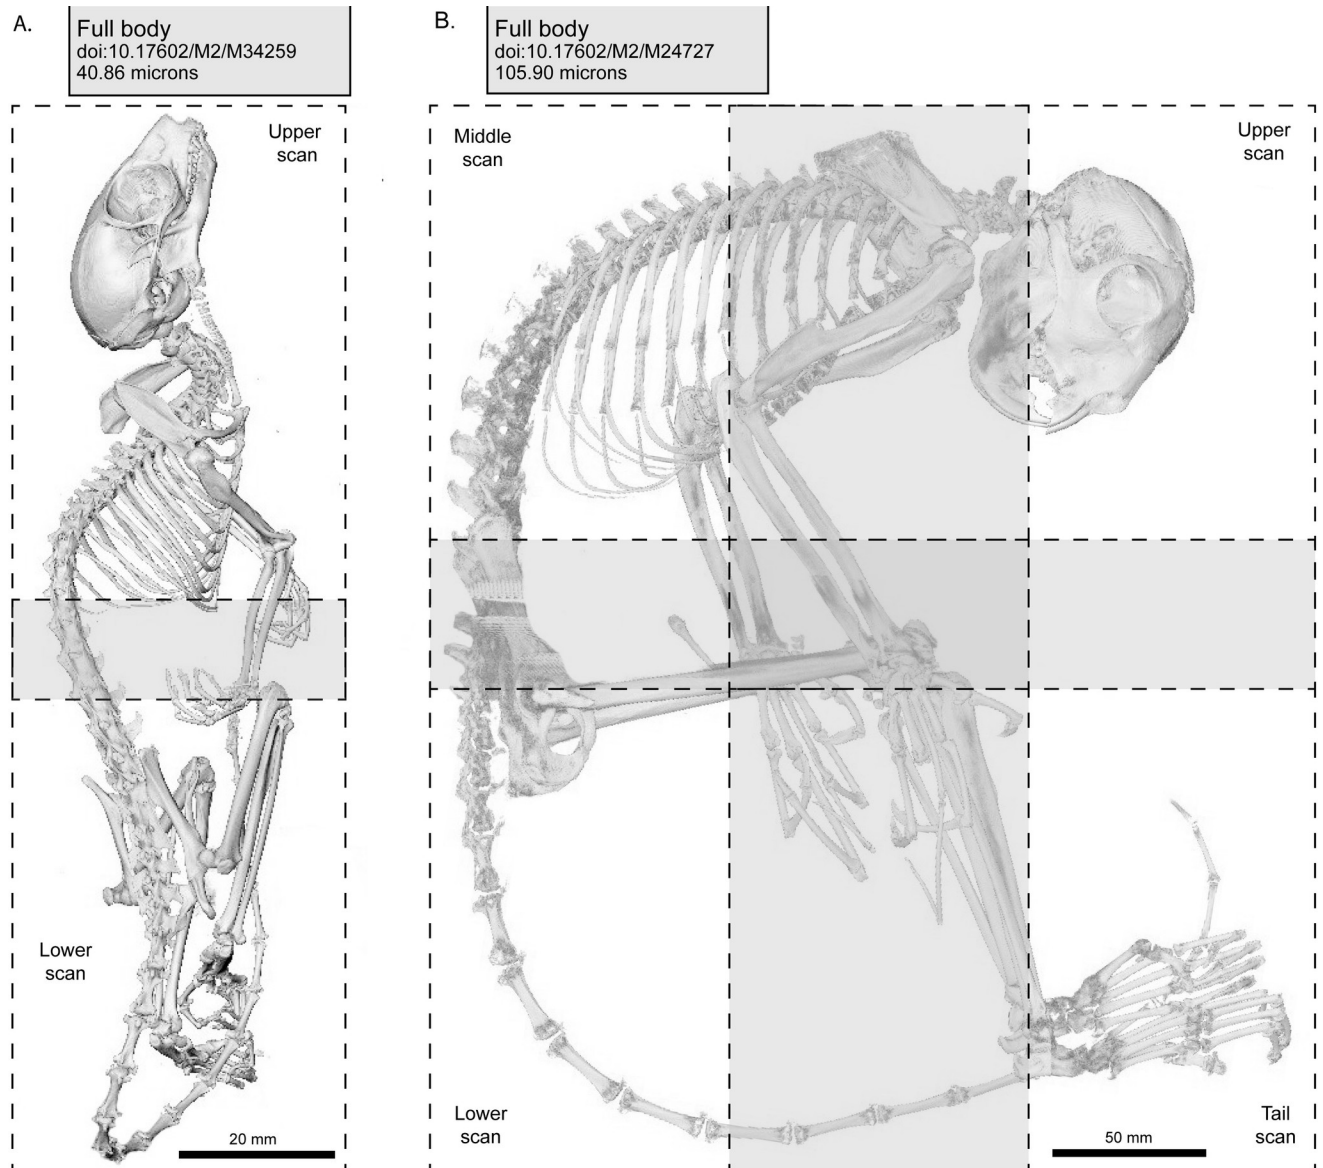 A.
Full body
doi:10.17602/M2/M34259
40.86 microns
Upper
scan
Lower
scan
20 mm
B.
Full body
doi:10.17602/M2/M24727
105.90 microns
Middle
scan
Upper
scan
Lower
scan
Tail
scan
50 mm